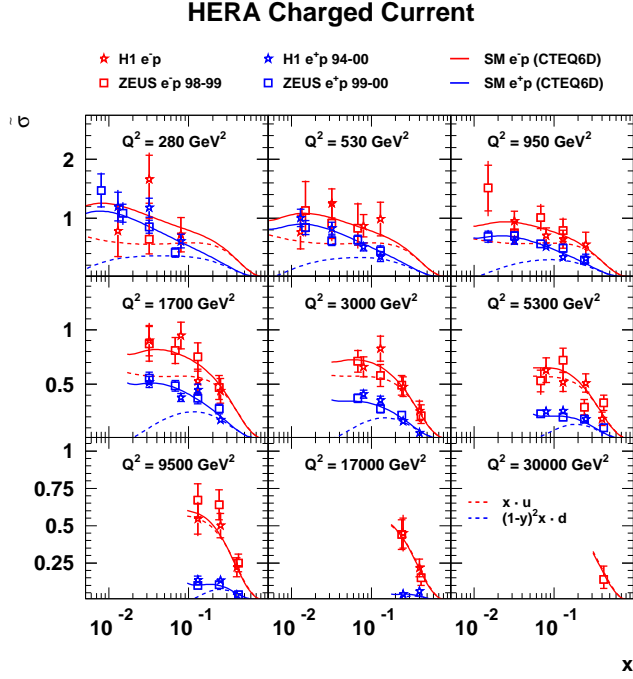 HERA Charged Current
H1 e⁻p
H1 e⁺p 94-00
SM e⁻p (CTEQ6D)
ZEUS e⁻p 98-99
ZEUS e⁺p 99-00
SM e⁺p (CTEQ6D)
σ̃
Q² = 280 GeV²
Q² = 530 GeV²
Q² = 950 GeV²
2
1
Q² = 1700 GeV²
Q² = 3000 GeV²
Q² = 5300 GeV²
1
0.5
Q² = 9500 GeV²
Q² = 17000 GeV²
Q² = 30000 GeV²
1
0.75
0.5
0.25
x · u
(1-y)²x · d
10⁻² 10⁻¹ 10⁻² 10⁻¹ 10⁻² 10⁻¹
x